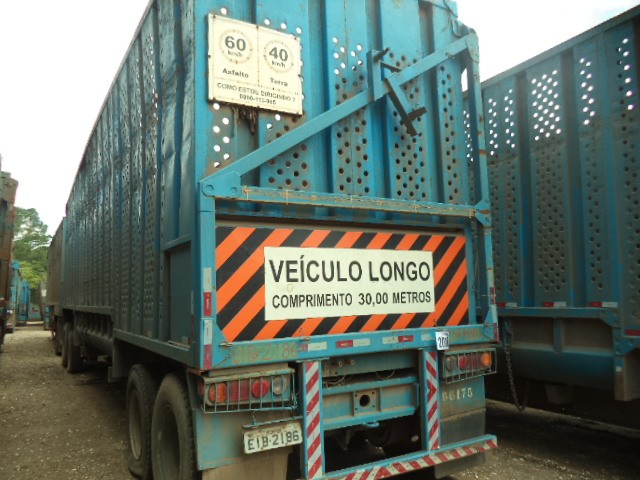 60 40
km/h km/h
Asfalto Terra
COMO ESTOU DIRIGINDO ?
VEÍCULO LONGO
COMPRIMENTO 30,00 METROS
EIB-2186